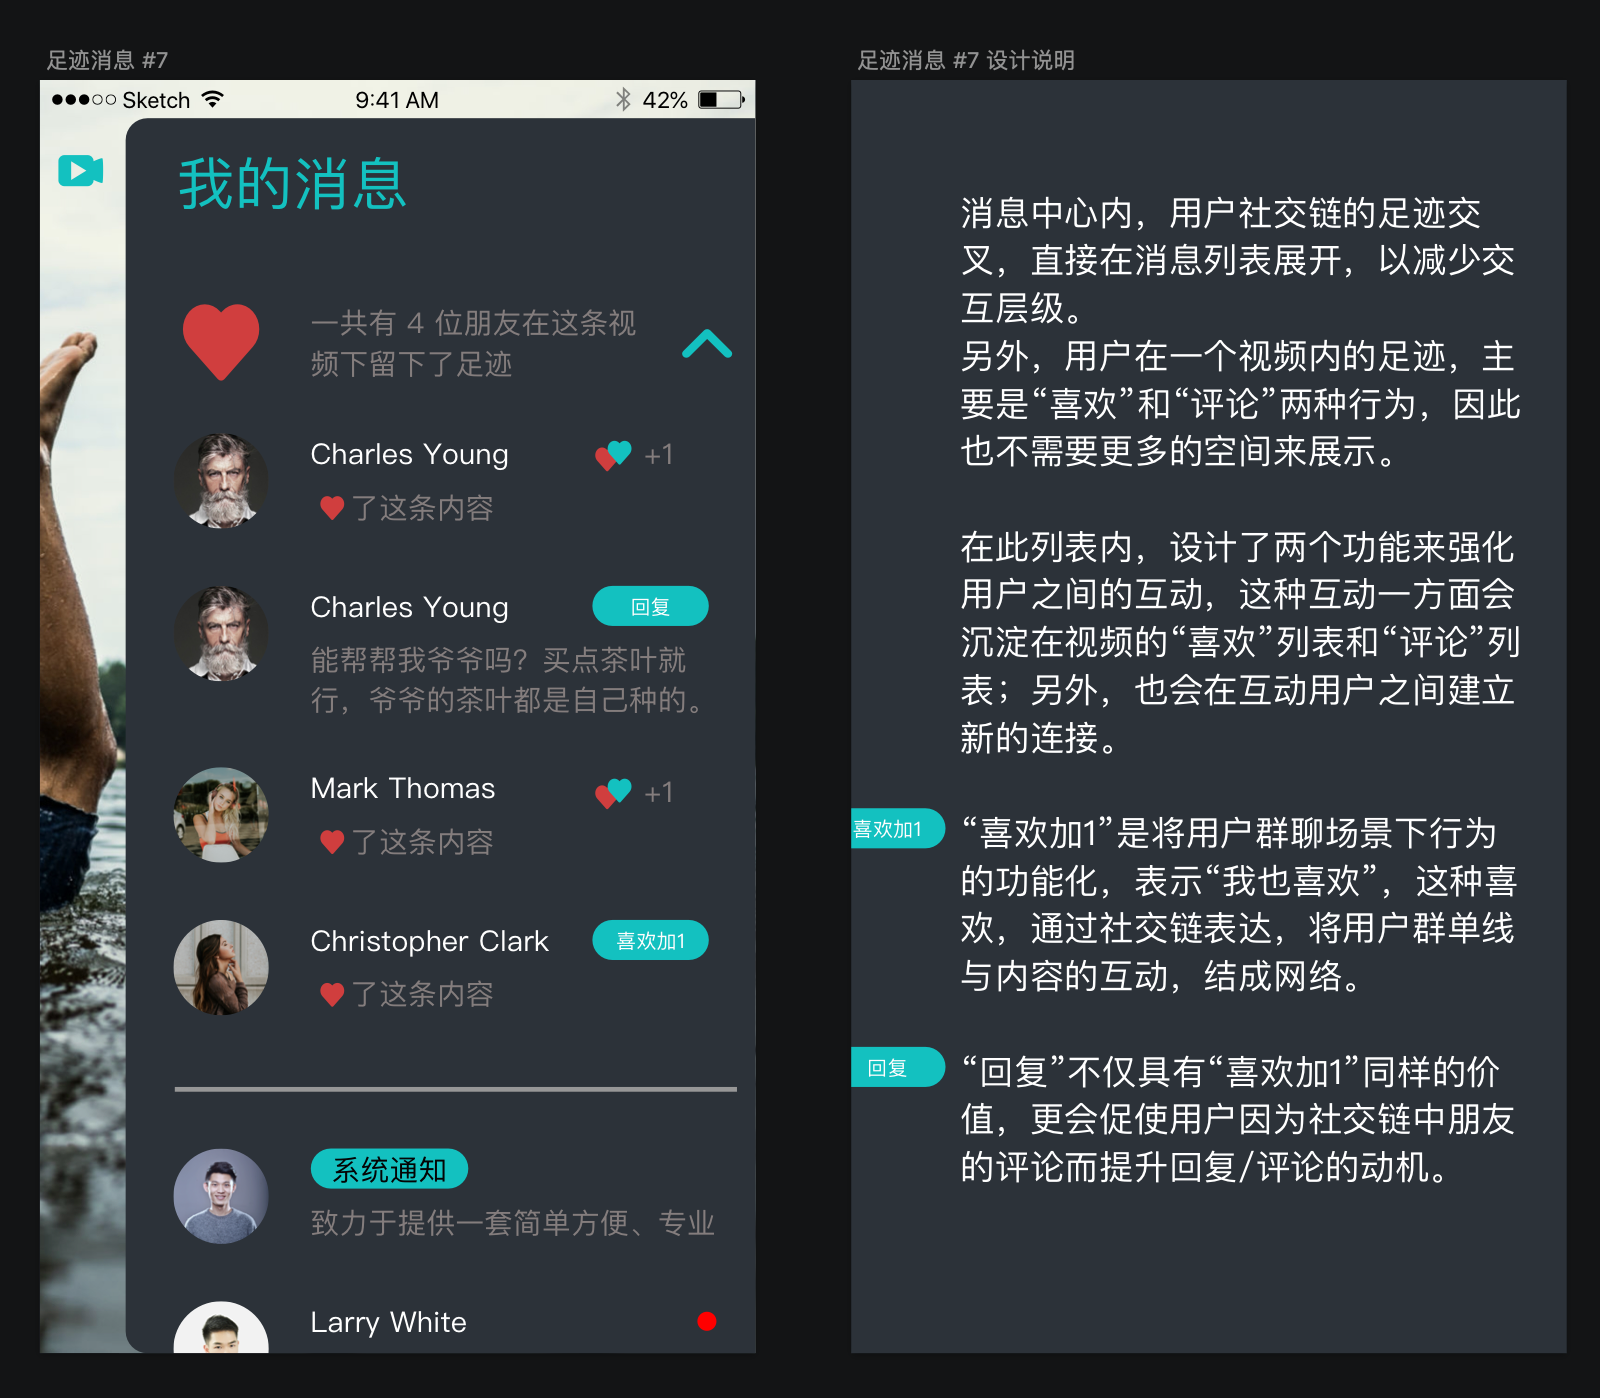 足迹消息 #7
Sketch
9:41 AM
42%
我的消息
一共有 4 位朋友在这条视
频下留下了足迹
Charles Young
+1
了这条内容
Charles Young
回复
能帮帮我爷爷吗？买点茶叶就
行，爷爷的茶叶都是自己种的。
Mark Thomas
+1
了这条内容
Christopher Clark
喜欢加1
了这条内容
系统通知
致力于提供一套简单方便、专业
Larry White
足迹消息 #7 设计说明
消息中心内，用户社交链的足迹交
叉，直接在消息列表展开，以减少交
互层级。
另外，用户在一个视频内的足迹，主
要是“喜欢”和“评论”两种行为，因此
也不需要更多的空间来展示。
在此列表内，设计了两个功能来强化
用户之间的互动，这种互动一方面会
沉淀在视频的“喜欢”列表和“评论”列
表；另外，也会在互动用户之间建立
新的连接。
喜欢加1
“喜欢加1”是将用户群聊场景下行为
的功能化，表示“我也喜欢”，这种喜
欢，通过社交链表达，将用户群单线
与内容的互动，结成网络。
回复
“回复”不仅具有“喜欢加1”同样的价
值，更会促使用户因为社交链中朋友
的评论而提升回复/评论的动机。